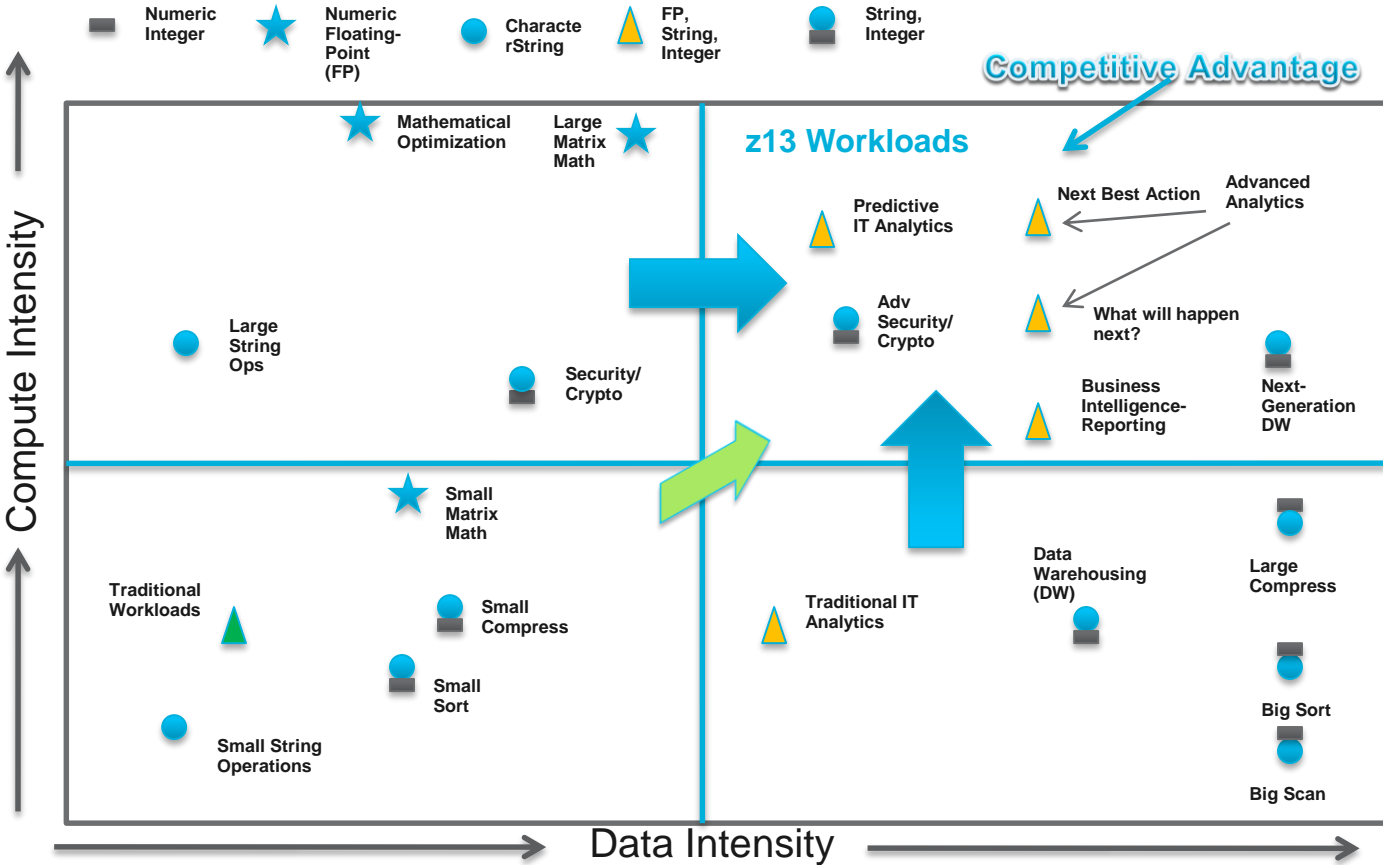 Numeric
Integer
Numeric
Floating-
Point
(FP)
Characte
rString
FP,
String,
Integer
String,
Integer
Competitive Advantage
Compute Intensity
Mathematical
Optimization
Large
Matrix
Math
z13 Workloads
Predictive
IT Analytics
Next Best Action
Advanced
Analytics
Large
String
Ops
Security/
Crypto
Adv
Security/
Crypto
What will happen
next?
Business
Intelligence-
Reporting
Next-
Generation
DW
Small
Matrix
Math
Traditional
Workloads
Small
Compress
Small
Sort
Small String
Operations
Traditional IT
Analytics
Data
Warehousing
(DW)
Large
Compress
Big Sort
Big Scan
Data Intensity